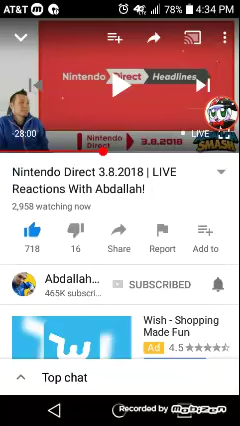 AT&T
78% 4:34 PM
Nintendo Direct Headlines
-28:00
LIVE
Nintendo Direct
3.8.2018
SMASH
Nintendo Direct 3.8.2018 | LIVE
Reactions With Abdallah!
2,958 watching now
718
16
Share
Report
Add to
Abdallah...
465K subscri...
SUBSCRIBED
Wish - Shopping
Made Fun
Ad 4.5
Top chat
Recorded by mobizen